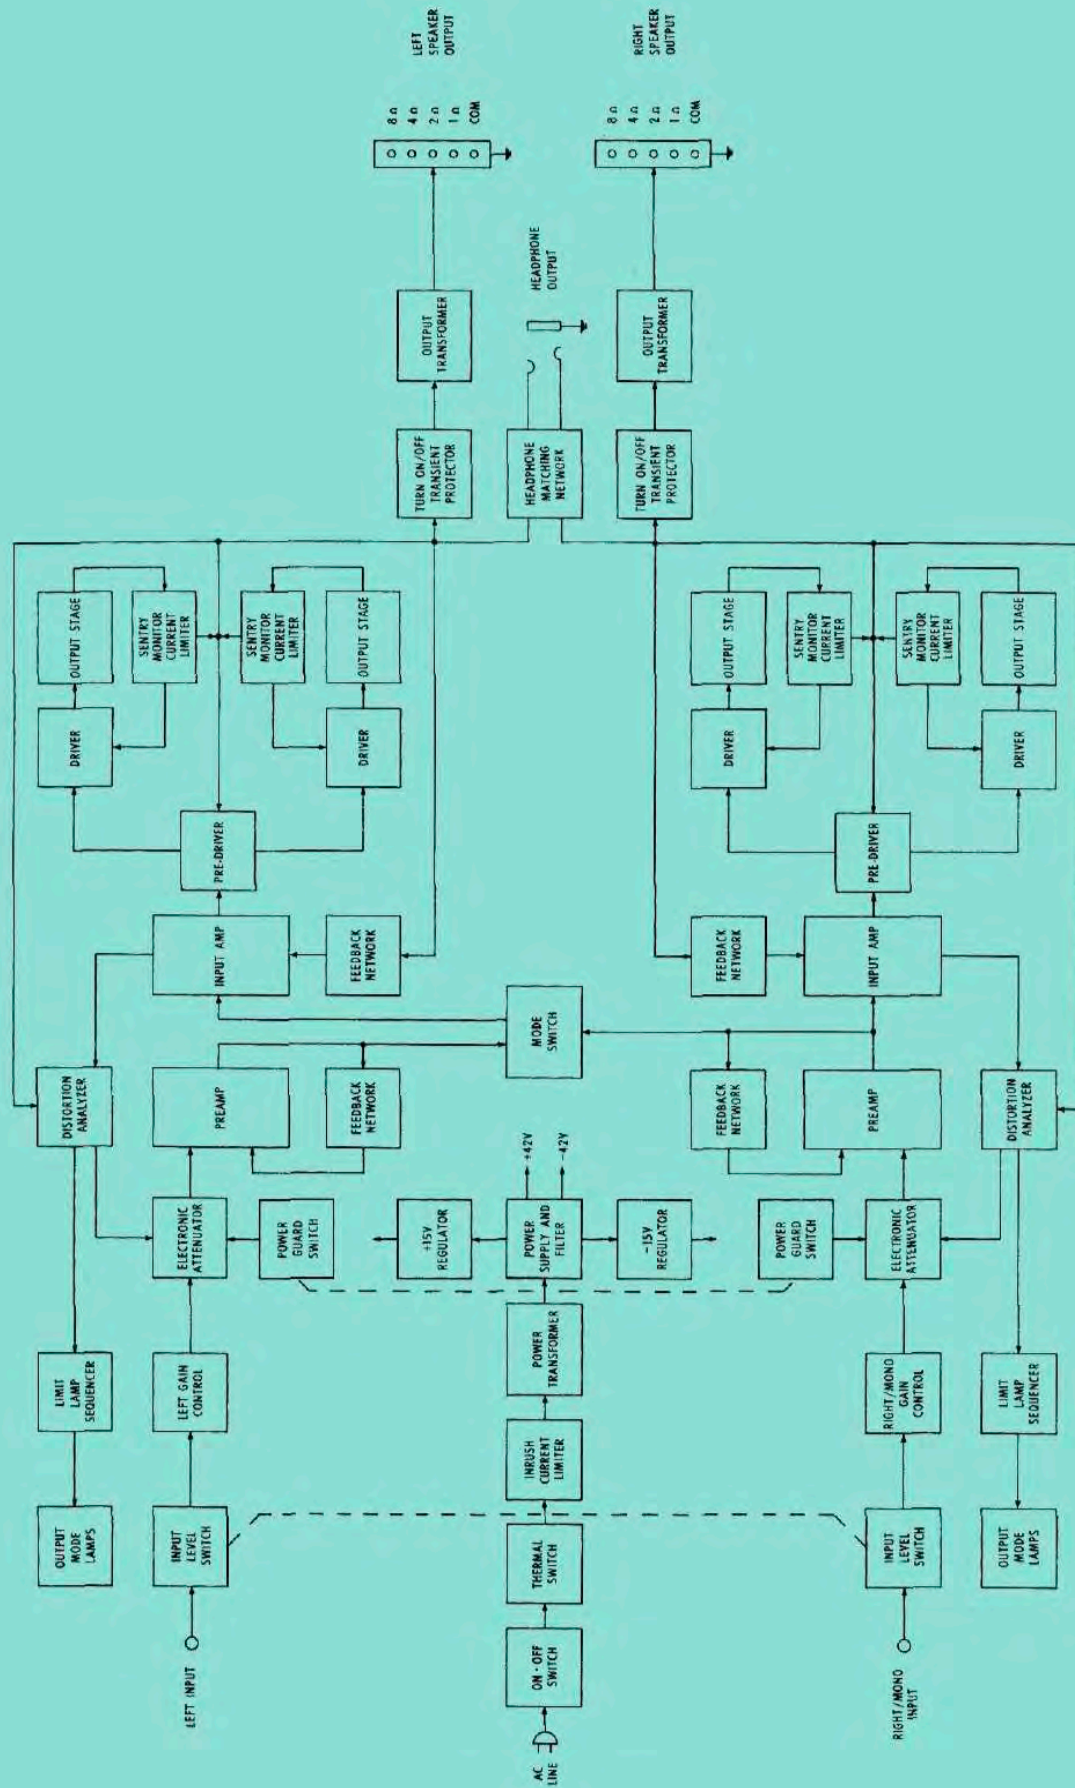 LEFT
SPEAKER
OUTPUT
8 Ω
4 Ω
2 Ω
1 Ω
COM
OUTPUT
TRANSFORMER
TURN ON/OFF
TRANSIENT
PROTECTOR
OUTPUT STAGE
SENTRY
MONITOR
CURRENT
LIMITER
SENTRY
MONITOR
CURRENT
LIMITER
OUTPUT STAGE
DRIVER
DRIVER
PRE-DRIVER
INPUT AMP
FEEDBACK
NETWORK
DISTORTION
ANALYZER
PREAMP
FEEDBACK
NETWORK
ELECTRONIC
ATTENUATOR
POWER
GUARD
SWITCH
LIMIT
LAMP
SEQUENCER
LEFT GAIN
CONTROL
OUTPUT
MODE
LAMPS
INPUT
LEVEL
SWITCH
LEFT INPUT
HEADPHONE
OUTPUT
HEADPHONE
MATCHING
NETWORK
MODE
SWITCH
+42V
-42V
+15V
REGULATOR
POWER
SUPPLY AND
FILTER
-15V
REGULATOR
POWER
TRANSFORMER
INRUSH
CURRENT
LIMITER
THERMAL
SWITCH
ON-OFF
SWITCH
AC
LINE
RIGHT
SPEAKER
OUTPUT
8 Ω
4 Ω
2 Ω
1 Ω
COM
OUTPUT
TRANSFORMER
TURN ON/OFF
TRANSIENT
PROTECTOR
OUTPUT STAGE
SENTRY
MONITOR
CURRENT
LIMITER
SENTRY
MONITOR
CURRENT
LIMITER
OUTPUT STAGE
DRIVER
DRIVER
PRE-DRIVER
FEEDBACK
NETWORK
INPUT AMP
FEEDBACK
NETWORK
PREAMP
DISTORTION
ANALYZER
POWER
GUARD
SWITCH
ELECTRONIC
ATTENUATOR
RIGHT/MONO
GAIN
CONTROL
LIMIT
LAMP
SEQUENCER
INPUT
LEVEL
SWITCH
OUTPUT
MODE
LAMPS
RIGHT/MONO
INPUT